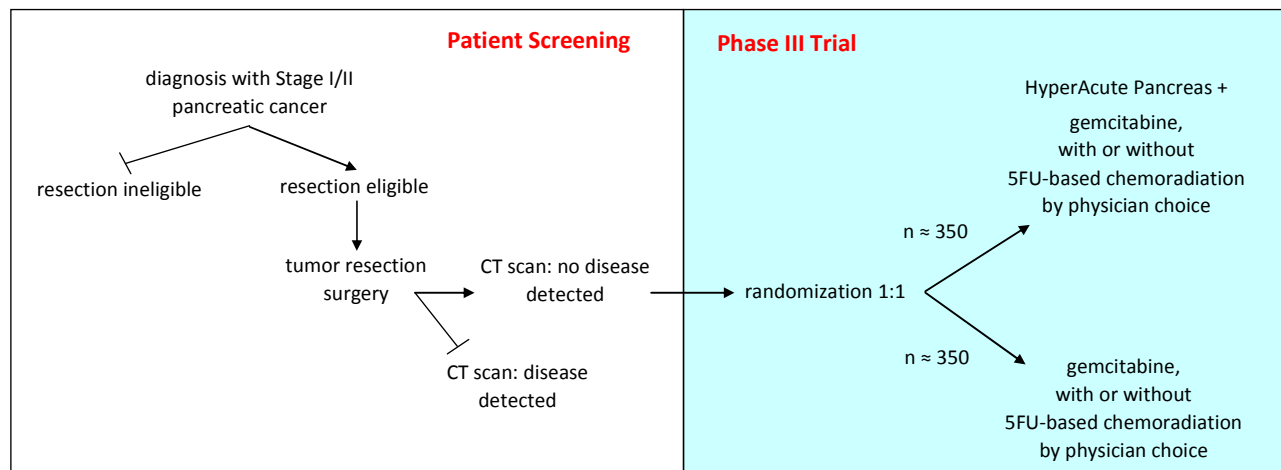 Patient Screening
diagnosis with Stage I/II
pancreatic cancer
resection ineligible
resection eligible
tumor resection
surgery
CT scan: no disease
detected
CT scan: disease
detected
Phase III Trial
randomization 1:1
n ≈ 350
HyperAcute Pancreas +
gemcitabine,
with or without
5FU-based chemoradiation
by physician choice
n ≈ 350
gemcitabine,
with or without
5FU-based chemoradiation
by physician choice